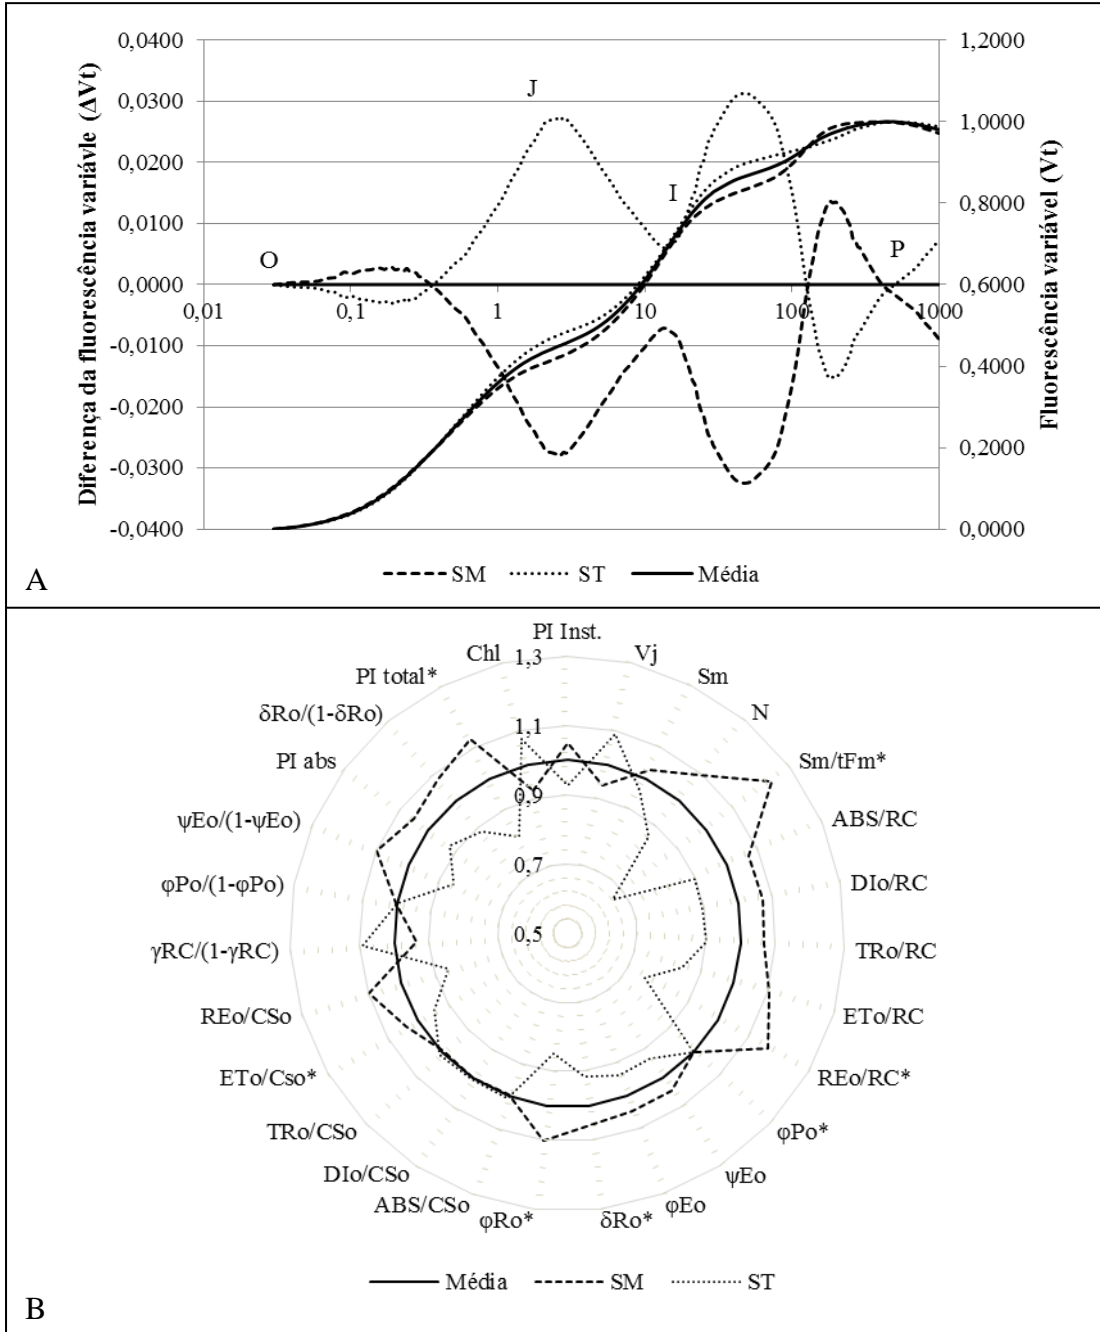 0,0400
0,0300
0,0200
0,0100
0,0000
-0,0100
-0,0200
-0,0300
-0,0400
Diferença da fluorescência variávle (ΔVt)
1,2000
1,0000
0,8000
0,6000
0,4000
0,2000
0,0000
Fluorescência variável (Vt)
0,01
0,1
1
10
100
1000
O
J
I
P
SM
ST
Média
A
PI Inst.
Vj
Sm
N
Sm/tFm*
ABS/RC
DIo/RC
TRo/RC
ETo/RC
REo/RC*
φPo*
ψEo
φEo
δRo*
φRo*
ABS/CSo
DIo/CSo
TRo/CSo
ETo/Cso*
REo/CSo
γRC/(1-γRC)
φPo/(1-φPo)
ψEo/(1-ψEo)
PI abs
δRo/(1-δRo)
PI total*
Chl
1,3
1,1
0,9
0,7
0,5
Média
SM
ST
B